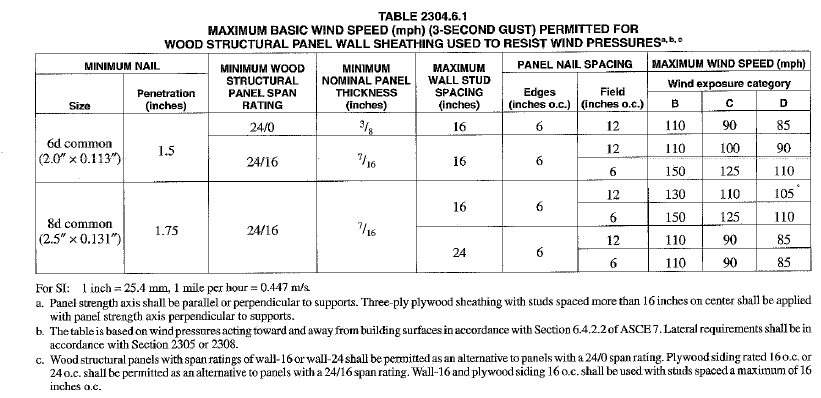 TABLE 2304.6.1
MAXIMUM BASIC WIND SPEED (mph) (3-SECOND GUST) PERMITTED FOR
WOOD STRUCTURAL PANEL WALL SHEATHING USED TO RESIST WIND PRESSURESa, b, c
MINIMUM NAIL
MINIMUM WOOD STRUCTURAL PANEL SPAN RATING
MINIMUM NOMINAL PANEL THICKNESS (inches)
MAXIMUM WALL STUD SPACING (inches)
PANEL NAIL SPACING
MAXIMUM WIND SPEED (mph)
Size
Penetration (inches)
Edges (inches o.c.)
Field (inches o.c.)
Wind exposure category
B C D
6d common (2.0" × 0.113") 1.5 24/0 3/8 16 6 12 110 90 85
24/16 7/16 16 6 12 110 100 90
6 150 125 110
8d common (2.5" × 0.131") 1.75 24/16 7/16 16 6 12 130 110 105
6 150 125 110
24 6 12 110 90 85
6 110 90 85
For SI: 1 inch = 25.4 mm, 1 mile per hour = 0.447 m/s.
a. Panel strength axis shall be parallel or perpendicular to supports. Three-ply plywood sheathing with studs spaced more than 16 inches on center shall be applied
with panel strength axis perpendicular to supports.
b. The table is based on wind pressures acting toward and away from building surfaces in accordance with Section 6.4.2.2 of ASCE 7. Lateral requirements shall be in
accordance with Section 2305 or 2308.
c. Wood structural panels with span ratings of wall-16 or wall-24 shall be permitted as an alternative to panels with a 24/0 span rating. Plywood siding rated 16 o.c. or
24 o.c. shall be permitted as an alternative to panels with a 24/16 span rating. Wall-16 and plywood siding 16 o.c. shall be used with studs spaced a maximum of 16
inches o.c.